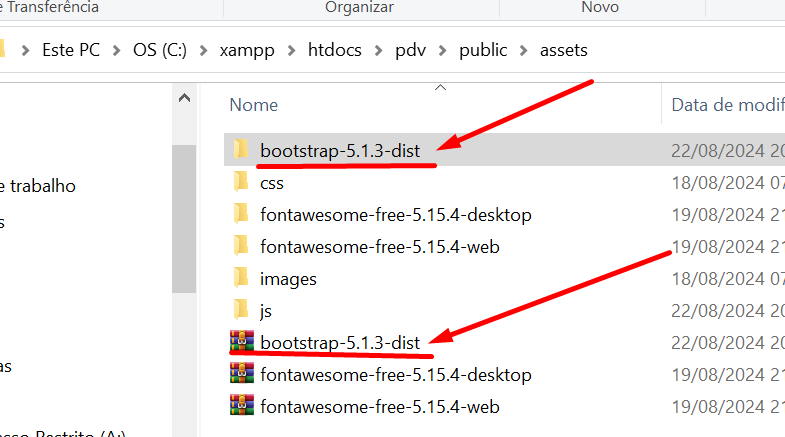 e Transferência
Organizar
Novo
Este PC > OS (C:) > xampp > htdocs > pdv > public > assets
Nome
Data de modif
bootstrap-5.1.3-dist
22/08/2024 20
css
18/08/2024 07
e trabalho
fontawesome-free-5.15.4-desktop
19/08/2024 21
s
fontawesome-free-5.15.4-web
19/08/2024 21
images
18/08/2024 07
js
22/08/2024 20
bootstrap-5.1.3-dist
22/08/2024 20
as
fontawesome-free-5.15.4-desktop
19/08/2024 21
fontawesome-free-5.15.4-web
19/08/2024 21
sso Restrito (A:)